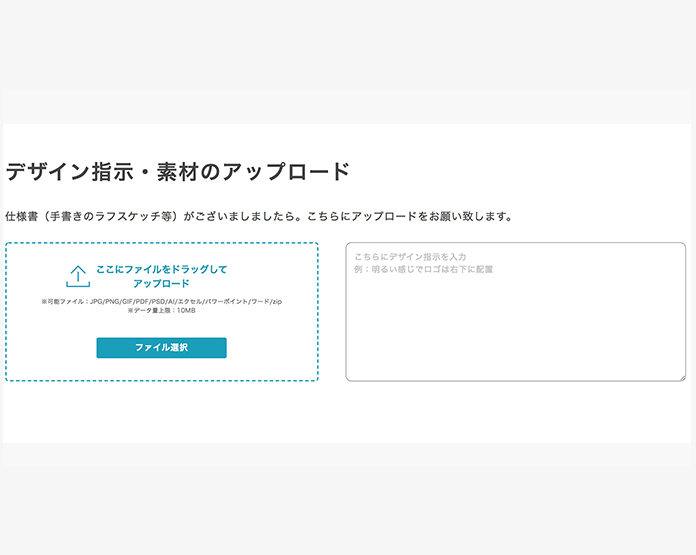 デザイン指示・素材のアップロード
仕様書（手書きのラフスケッチ等）がございましましたら。こちらにアップロードをお願い致します。
ここにファイルをドラッグして
アップロード
※可能ファイル：JPG/PNG/GIF/PDF/PSD/AI/エクセル/パワーポイント/ワード/zip
※データ量上限：10MB
ファイル選択
こちらにデザイン指示を入力
例：明るい感じでロゴは右下に配置